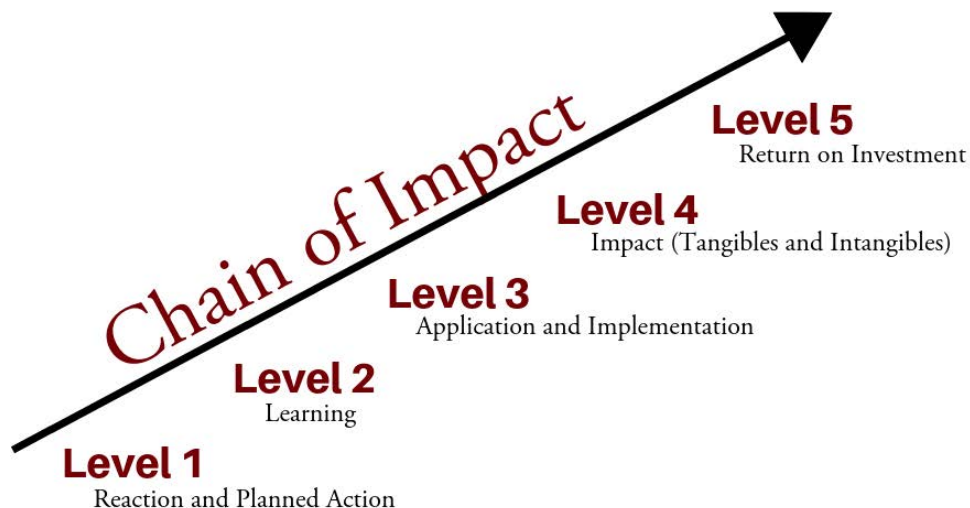 Chain of Impact
Level 5
Return on Investment
Level 4
Impact (Tangibles and Intangibles)
Level 3
Application and Implementation
Level 2
Learning
Level 1
Reaction and Planned Action